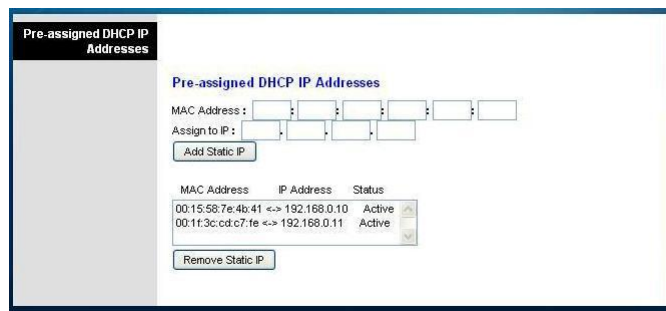 Pre-assigned DHCP IP
Addresses
Pre-assigned DHCP IP Addresses
MAC Address : : : : : :
Assign to IP : . . .
Add Static IP
MAC Address IP Address Status
00:15:58:7e:4b:41 <-> 192.168.0.10 Active
00:1f:3c:cd:c7:fe <-> 192.168.0.11 Active
Remove Static IP